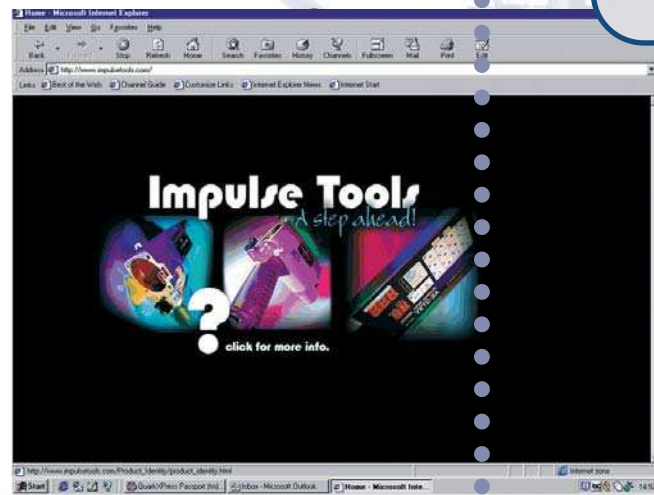 Home - Microsoft Internet Explorer
File Edit View Go Favorites Help
Back Stop Refresh Home Search Favorites History Channels Fullscreen Mail Print Edit
Address http://www.impulsetools.com/
Links Best of the Web Channel Guide Customize Links Internet Explorer News Internet Start
Impulse Tools
A step ahead!
?
click for more info.
http://www.impulsetools.com/Product_Identity/product_identity.html
Internet zone
Start QuarkXPress Passport (tm)... Inbox - Microsoft Outlook Home - Microsoft Inte...